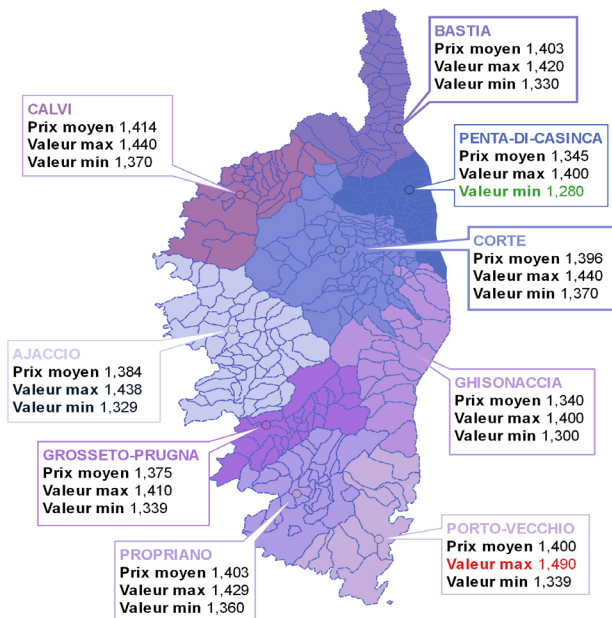 BASTIA
Prix moyen 1,403
Valeur max 1,420
Valeur min 1,330
CALVI
Prix moyen 1,414
Valeur max 1,440
Valeur min 1,370
PENTA-DI-CASINCA
Prix moyen 1,345
Valeur max 1,400
Valeur min 1,280
CORTE
Prix moyen 1,396
Valeur max 1,440
Valeur min 1,370
AJACCIO
Prix moyen 1,384
Valeur max 1,438
Valeur min 1,329
GHISONACCIA
Prix moyen 1,340
Valeur max 1,400
Valeur min 1,300
GROSSETO-PRUGNA
Prix moyen 1,375
Valeur max 1,410
Valeur min 1,339
PORTO-VECCHIO
Prix moyen 1,400
Valeur max 1,490
Valeur min 1,339
PROPRIANO
Prix moyen 1,403
Valeur max 1,429
Valeur min 1,360